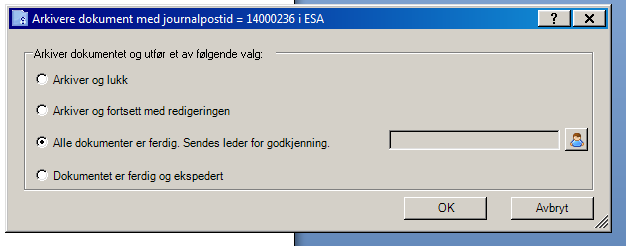 Arkivere dokument med journalpostid = 14000236 i ESA
Arkiver dokumentet og utfør et av følgende valg:
Arkiver og lukk
Arkiver og fortsett med redigeringen
Alle dokumenter er ferdig. Sendes leder for godkjenning.
Dokumentet er ferdig og ekspedert
OK Avbryt